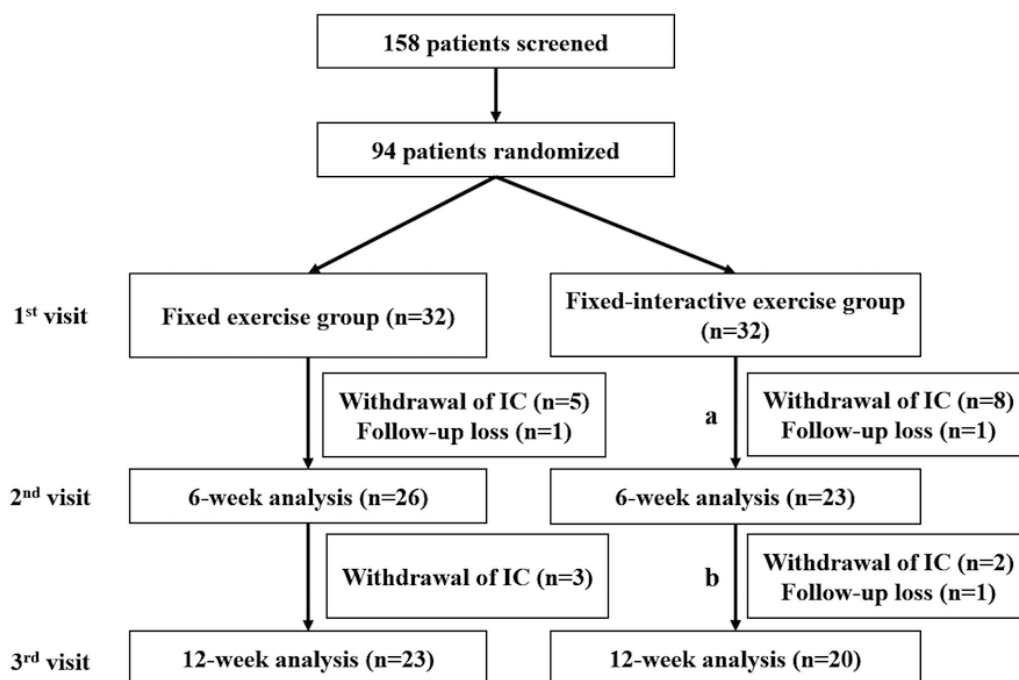 158 patients screened
94 patients randomized
1st visit
Fixed exercise group (n=32)
Fixed-interactive exercise group
(n=32)
Withdrawal of IC (n=5)
Follow-up loss (n=1)
a
Withdrawal of IC (n=8)
Follow-up loss (n=1)
2nd visit
6-week analysis (n=26)
6-week analysis (n=23)
Withdrawal of IC (n=3)
b
Withdrawal of IC (n=2)
Follow-up loss (n=1)
3rd visit
12-week analysis (n=23)
12-week analysis (n=20)